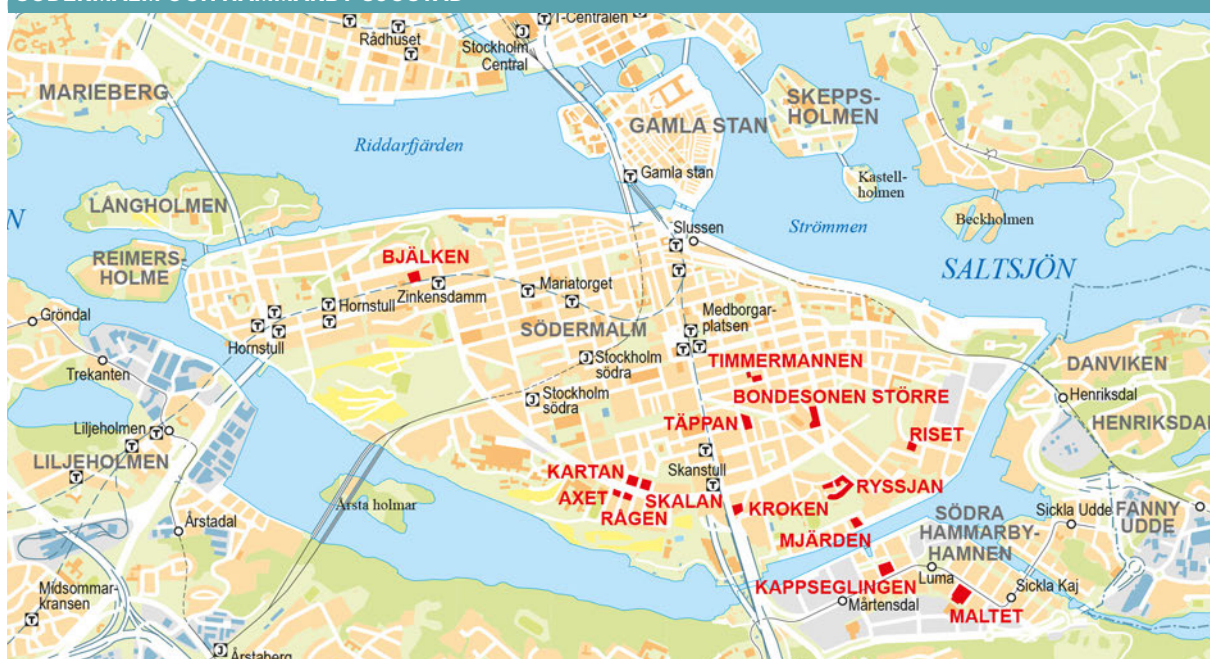 T-Centralen
Rådhuset
Stockholm
Central
MARIEBERG
SKEPPS-
HOLMEN
GAMLA STAN
Riddarfjärden
Gamla stan
Kastell-
holmen
LÅNGHOLMEN
Beckholmen
Slussen
Strömmen
N
BJÄLKEN
REIMERS-
HOLME
SALTSJÖN
Zinkensdamm
Mariatorget
Hornstull
Gröndal
Medborgar-
platsen
SÖDERMALM
Hornstull
Stockholm
södra
TIMMERMANNEN
DANVIKEN
Trekanten
BONDESONEN STÖRRE
Henriksdal
Stockholm
södra
TÄPPAN
HENRIKSDAL
Liljeholmen
RISET
LILJEHOLMEN
Skanstull
KARTAN
RYSSJAN
AXET
SKALAN
Årsta holmar
KROKEN
RÅGEN
SÖDRA
HAMMARBY-
HAMNEN
Sickla Udde
FANNY
UDDE
Årstadal
MJÄRDEN
KAPPSEGLINGEN
Luma
Sickla Kaj
Midsommar-
kransen
Mårtensdal
MALTET
Årstaberg